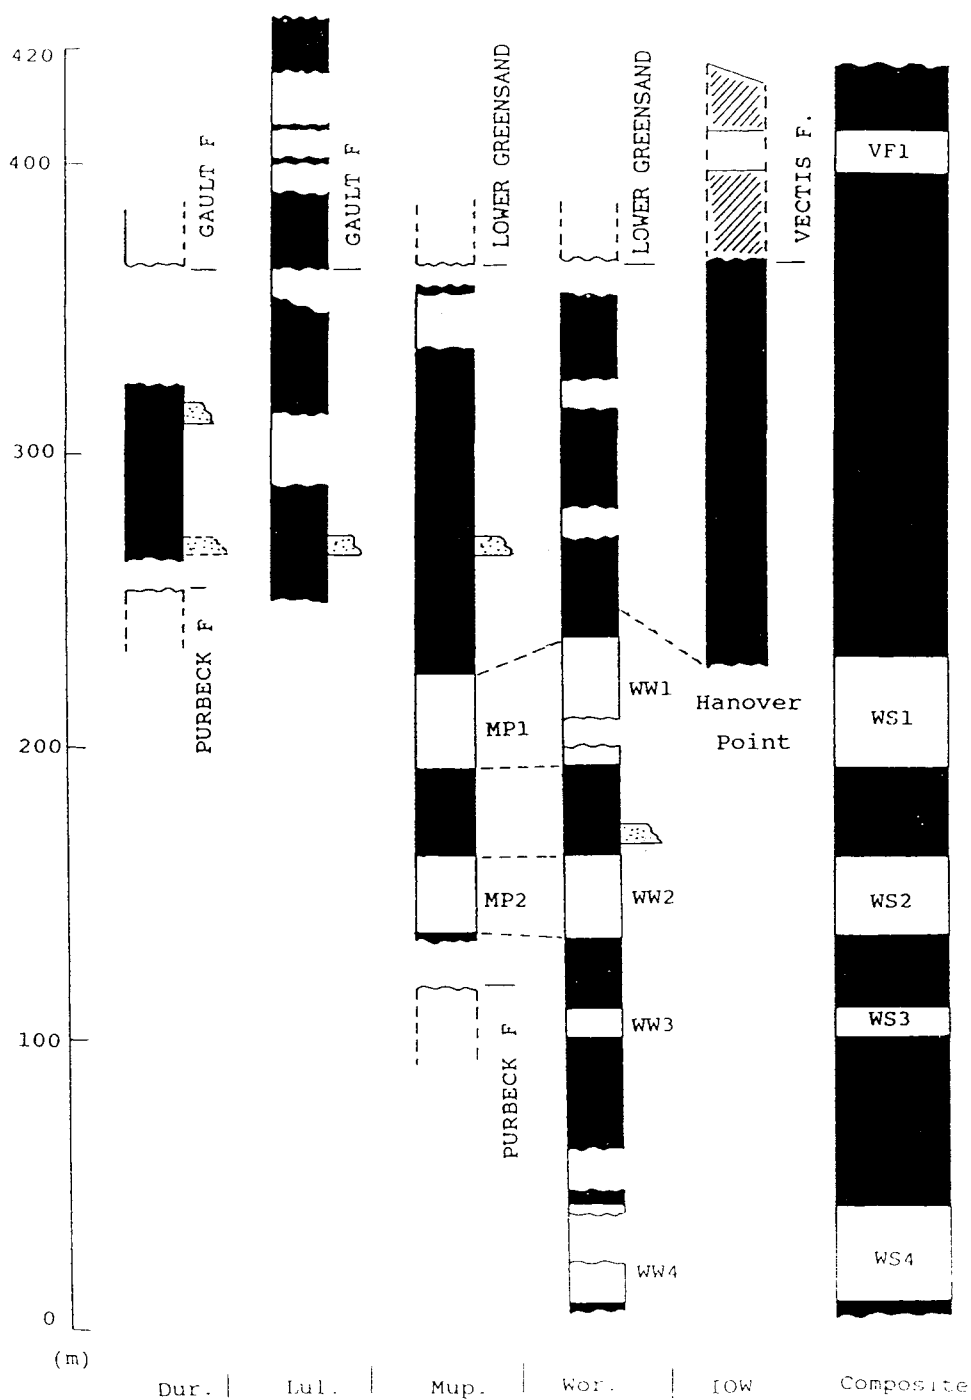 420
400
300
200
100
0
(m)
GAULT F
GAULT F
LOWER GREENSAND
LOWER GREENSAND
VECTIS F.
PURBECK F
PURBECK F
MP1
MP2
WW1
WW2
WW3
WW4
Hanover
Point
VF1
WS1
WS2
WS3
WS4
Dur.
Lul.
Mup.
Wor.
IOW
Composite